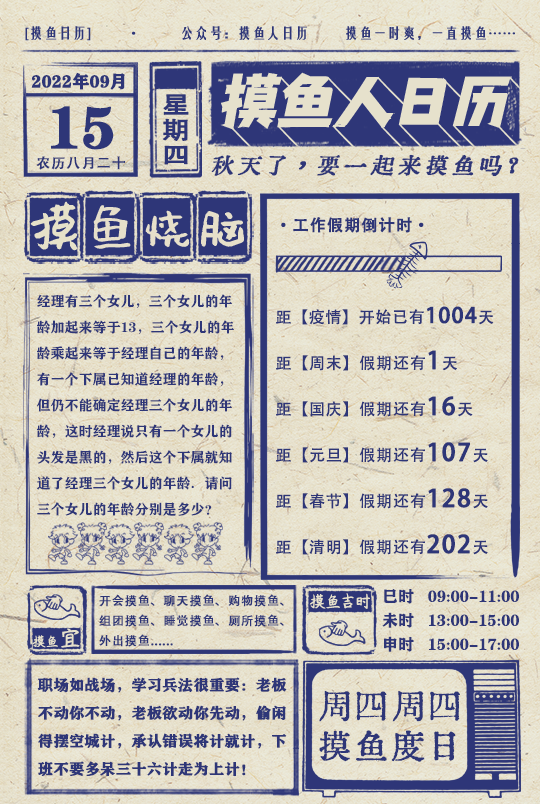 [摸鱼日历] · 公众号：摸鱼人日历 摸鱼一时爽，一直摸鱼……
2022年09月
15
农历八月二十
星期四
摸鱼人日历
秋天了，要一起来摸鱼吗？
摸鱼烧脑
经理有三个女儿，三个女儿的年
龄加起来等于13，三个女儿的年
龄乘起来等于经理自己的年龄，
有一个下属已知道经理的年龄，
但仍不能确定经理三个女儿的年
龄，这时经理说只有一个女儿的
头发是黑的，然后这个下属就知
道了经理三个女儿的年龄．请问
三个女儿的年龄分别是多少？
·工作假期倒计时·
距【疫情】开始已有1004天
距【周末】假期还有1天
距【国庆】假期还有16天
距【元旦】假期还有107天
距【春节】假期还有128天
距【清明】假期还有202天
摸鱼宜
开会摸鱼、聊天摸鱼、购物摸鱼、
组团摸鱼、睡觉摸鱼、厕所摸鱼、
外出摸鱼……
摸鱼吉时
巳时 09:00-11:00
未时 13:00-15:00
申时 15:00-17:00
职场如战场，学习兵法很重要：老板
不动你不动，老板欲动你先动，偷闲
得摆空城计，承认错误将计就计，下
班不要多呆三十六计走为上计！
周四周四
摸鱼度日